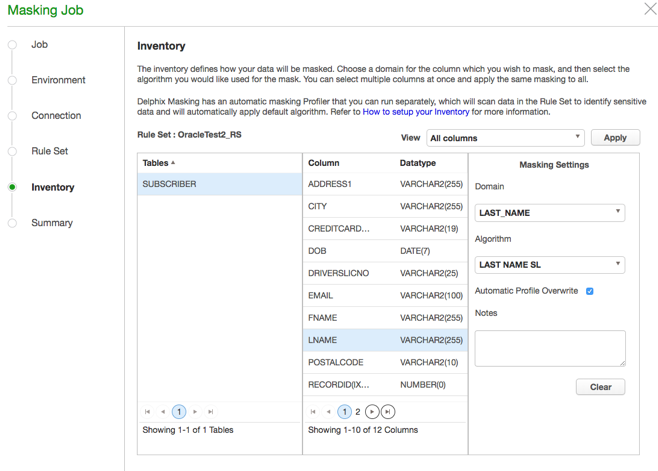 Masking Job
Job
Environment
Connection
Rule Set
Inventory
Summary
Inventory
The inventory defines how your data will be masked. Choose a domain for the column which you wish to mask, and then select the
algorithm you would like used for the mask. You can select multiple columns at once and apply the same masking to all.
Delphix Masking has an automatic masking Profiler that you can run separately, which will scan data in the Rule Set to identify sensitive
data and will automatically apply default algorithm. Refer to How to setup your Inventory for more information.
Rule Set : OracleTest2_RS
View All columns Apply
Tables
SUBSCRIBER
Showing 1-1 of 1 Tables
1
Column Datatype
ADDRESS1 VARCHAR2(255)
CITY VARCHAR2(255)
CREDITCARD... VARCHAR2(19)
DOB DATE(7)
DRIVERSLICNO VARCHAR2(25)
EMAIL VARCHAR2(100)
FNAME VARCHAR2(255)
LNAME VARCHAR2(255)
POSTALCODE VARCHAR2(10)
RECORDID(IX... NUMBER(0)
1 2
Showing 1-10 of 12 Columns
Masking Settings
Domain
LAST_NAME
Algorithm
LAST NAME SL
Automatic Profile Overwrite
Notes
Clear